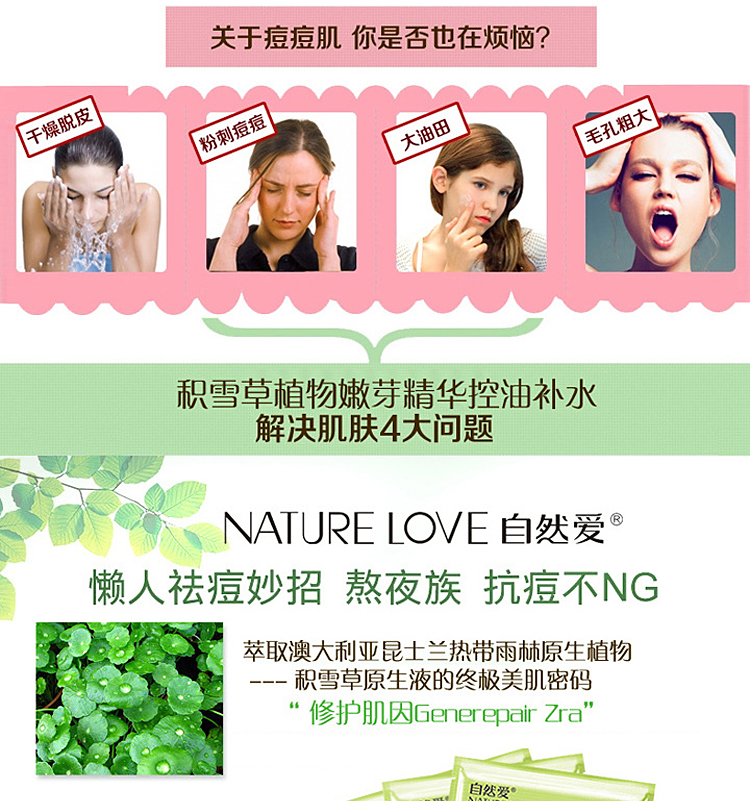 关于痘痘肌 你是否也在烦恼?
干燥脱皮
粉刺痘痘
大油田
毛孔粗大
积雪草植物嫩芽精华控油补水
解决肌肤4大问题
NATURE LOVE 自然爱®
懒人祛痘妙招 熬夜族 抗痘不NG
萃取澳大利亚昆士兰热带雨林原生植物
--- 积雪草原生液的终极美肌密码
“ 修护肌因Generepair Zra”
自然爱®